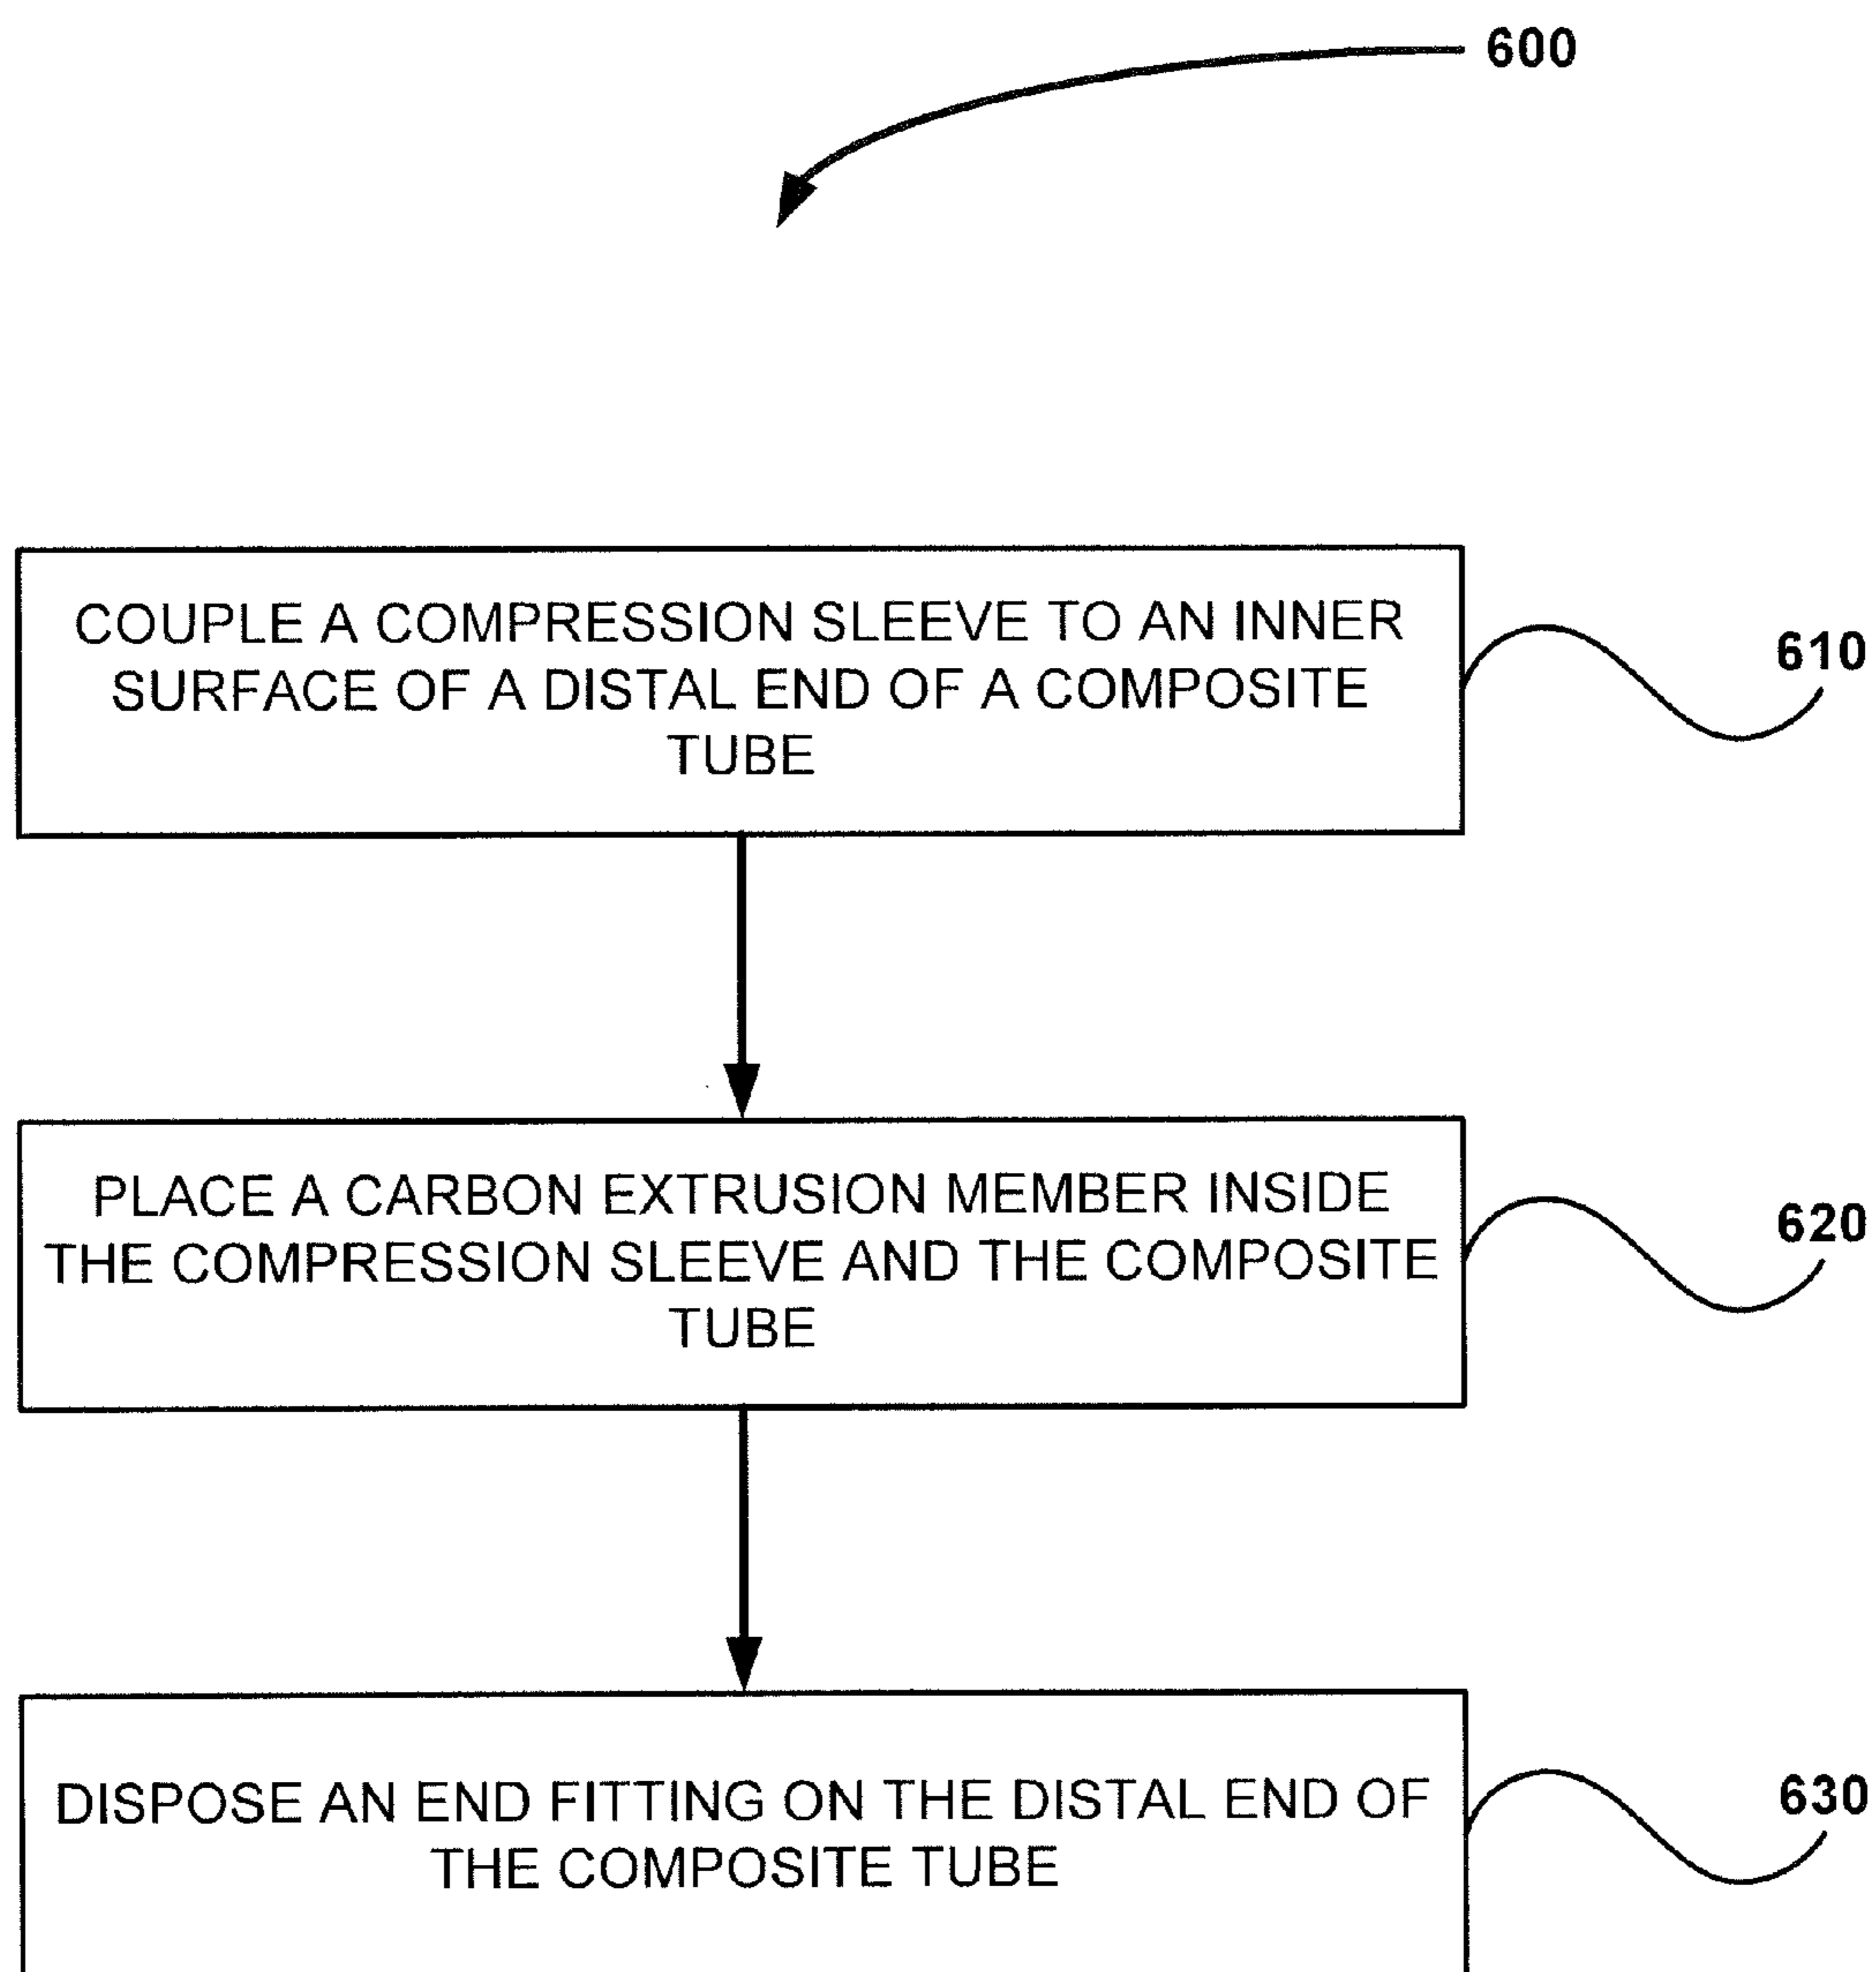 600
COUPLE A COMPRESSION SLEEVE TO AN INNER
SURFACE OF A DISTAL END OF A COMPOSITE
TUBE
610
PLACE A CARBON EXTRUSION MEMBER INSIDE
THE COMPRESSION SLEEVE AND THE COMPOSITE
TUBE
620
DISPOSE AN END FITTING ON THE DISTAL END OF
THE COMPOSITE TUBE
630